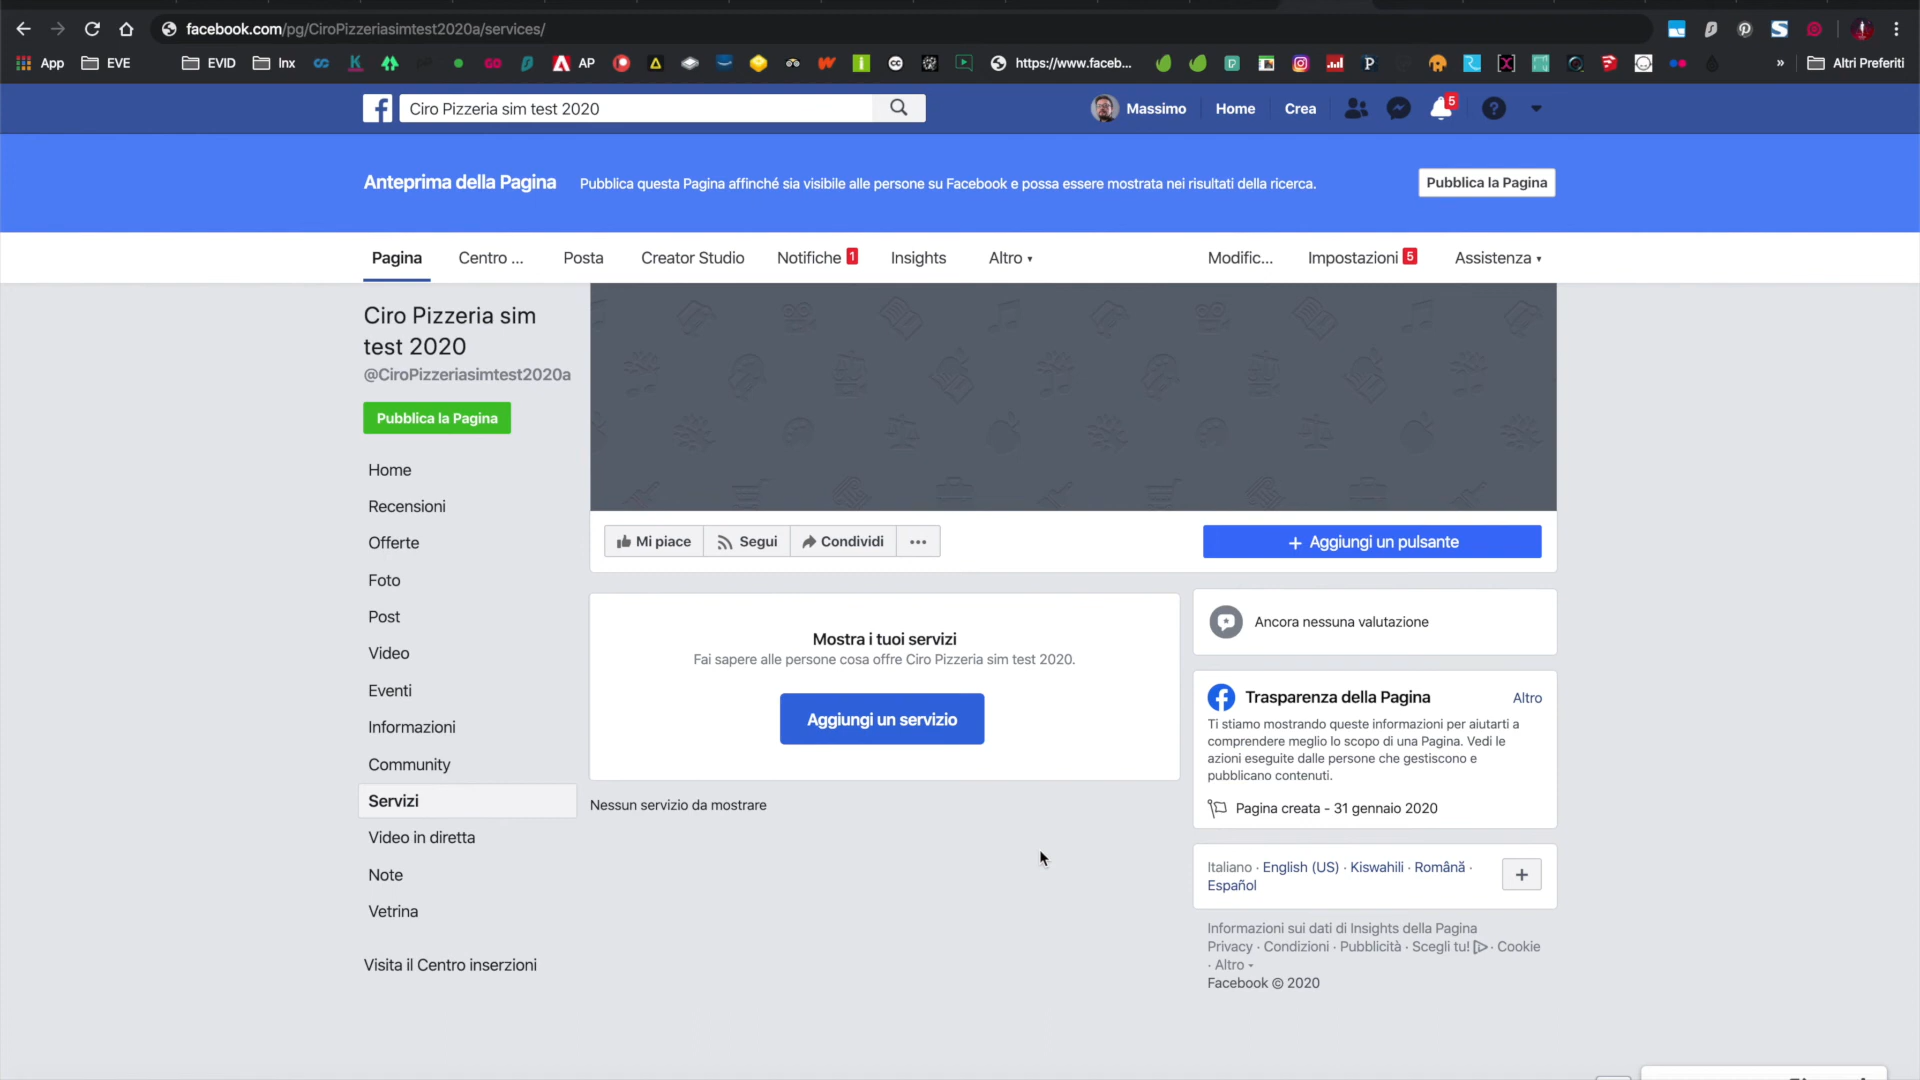 facebook.com/pg/CiroPizzeriasimtest2020a/services/
App EVE EVID Inx AP https://www.faceb... » Altri Preferiti
Ciro Pizzeria sim test 2020
Massimo Home Crea 5
Anteprima della Pagina Pubblica questa Pagina affinché sia visibile alle persone su Facebook e possa essere mostrata nei risultati della ricerca. Pubblica la Pagina
Pagina Centro ... Posta Creator Studio Notifiche 1 Insights Altro Modific... Impostazioni 5 Assistenza
Ciro Pizzeria sim
test 2020
@CiroPizzeriasimtest2020a
Pubblica la Pagina
Home
Recensioni
Offerte
Foto
Post
Video
Eventi
Informazioni
Community
Servizi
Video in diretta
Note
Vetrina
Visita il Centro inserzioni
Mi piace Segui Condividi ... + Aggiungi un pulsante
Mostra i tuoi servizi
Fai sapere alle persone cosa offre Ciro Pizzeria sim test 2020.
Aggiungi un servizio
Nessun servizio da mostrare
Ancora nessuna valutazione
Trasparenza della Pagina Altro
Ti stiamo mostrando queste informazioni per aiutarti a
comprendere meglio lo scopo di una Pagina. Vedi le
azioni eseguite dalle persone che gestiscono e
pubblicano contenuti.
Pagina creata - 31 gennaio 2020
Italiano · English (US) · Kiswahili · Română ·
Español
+
Informazioni sui dati di Insights della Pagina
Privacy · Condizioni · Pubblicità · Scegli tu! · Cookie
· Altro
Facebook © 2020